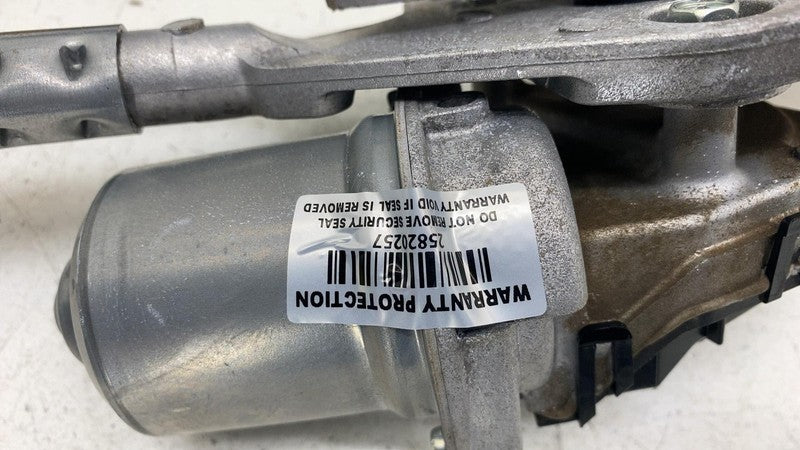 WARRANTY PROTECTION
25820257
DO NOT REMOVE SECURITY SEAL
WARRANTY VOID IF SEAL IS REMOVED